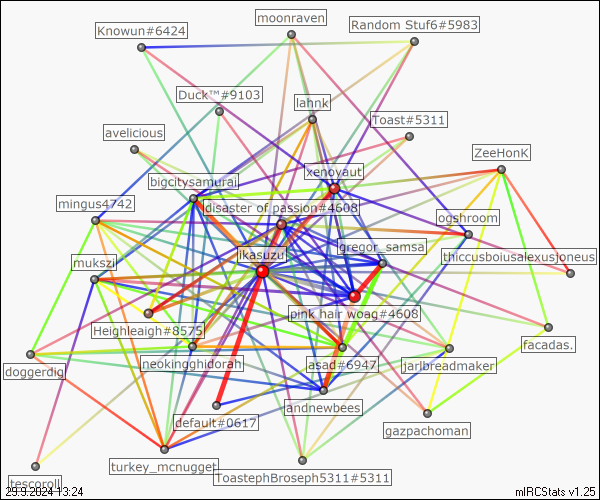 moonraven
Random Stuf6#5983
Knowun#6424
Duck™#9103
lahnk
Toast#5311
avelicious
ZeeHonK
xenoyaut
bigcitysamurai
mingus4742
disaster of passion#4608
ogshroom
jgregor_samsa
ikasuzu
thiccusboiusalexusjoneus
mukszi
pink hair woag#4608
Heighleaigh#8575
facadas.
neokingghidorah
asad#6947
jarlbreadmaker
doggerdig
andnewbees
default#0617
gazpachoman
turkey_mcnugget
ToastephBroseph5311#5311
tescoroll
29.9.2024 13:24
mIRCStats v1.25